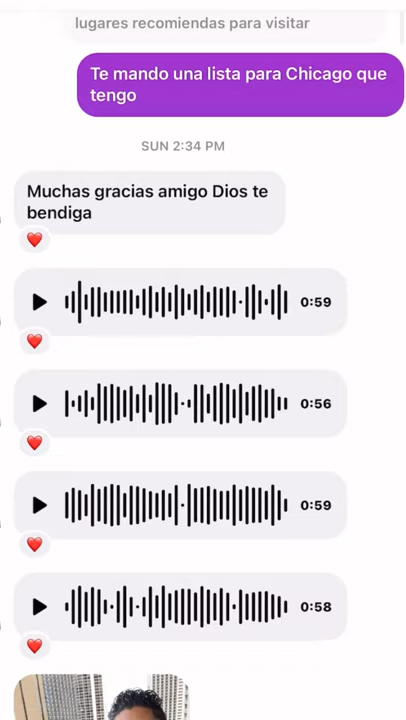 lugares recomiendas para visitar
Te mando una lista para Chicago que
tengo
SUN 2:34 PM
Muchas gracias amigo Dios te
bendiga
0:59
0:56
0:59
0:58